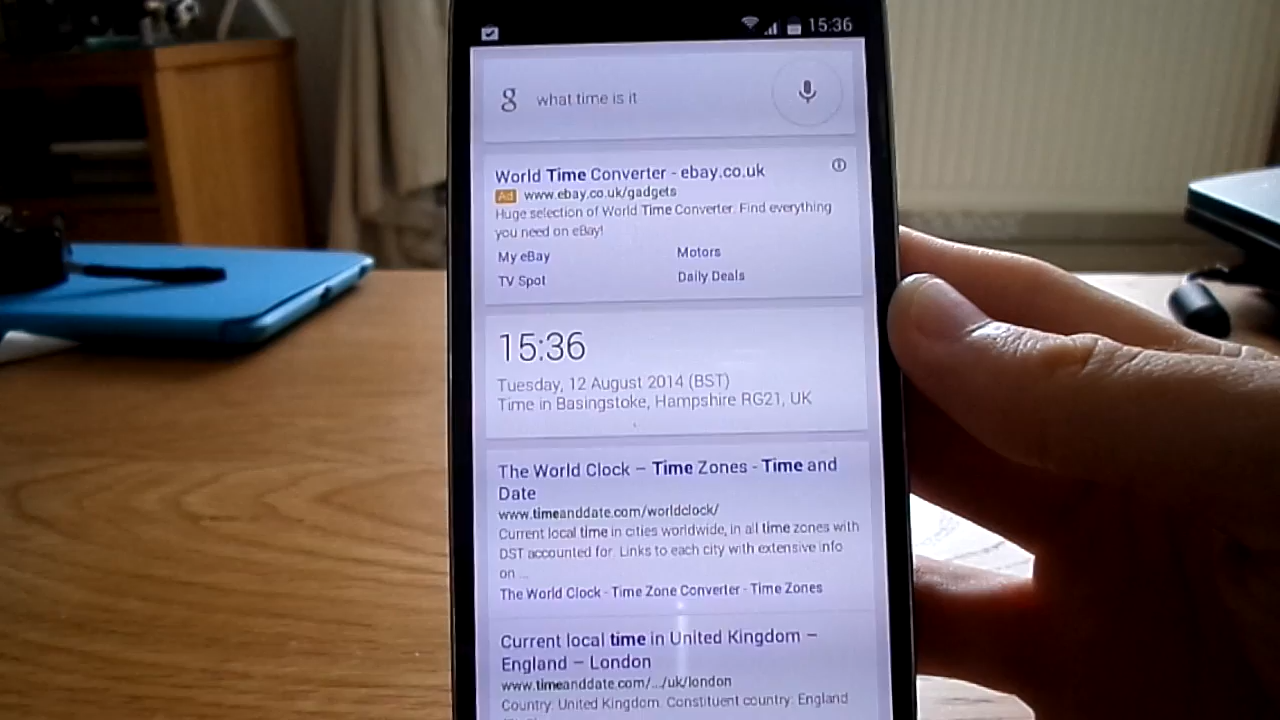 15:36
g what time is it
World Time Converter - ebay.co.uk
Ad www.ebay.co.uk/gadgets
Huge selection of World Time Converter. Find everything
you need on eBay!
My eBay Motors
TV Spot Daily Deals
15:36
Tuesday, 12 August 2014 (BST)
Time in Basingstoke, Hampshire RG21, UK
The World Clock – Time Zones - Time and
Date
www.timeanddate.com/worldclock/
Current local time in cities worldwide, in all time zones with
DST accounted for. Links to each city with extensive info
on ...
The World Clock - Time Zone Converter - Time Zones
Current local time in United Kingdom –
England – London
www.timeanddate.com/.../uk/london
Country: United Kingdom. Constituent country: England